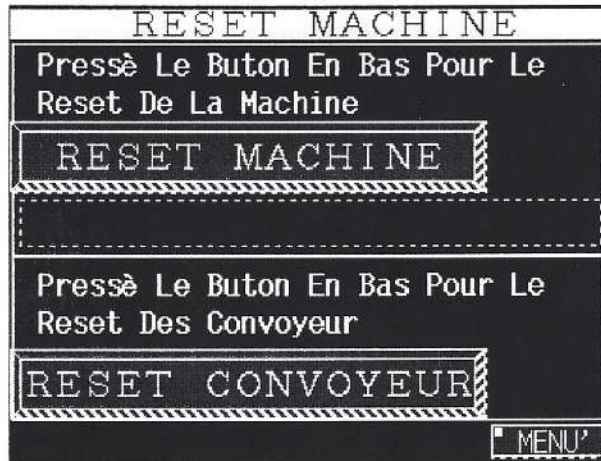 RESET MACHINE
Pressè Le Buton En Bas Pour Le
Reset De La Machine
RESET MACHINE
Pressè Le Buton En Bas Pour Le
Reset Des Convoyeur
RESET CONVOYEUR
MENU'